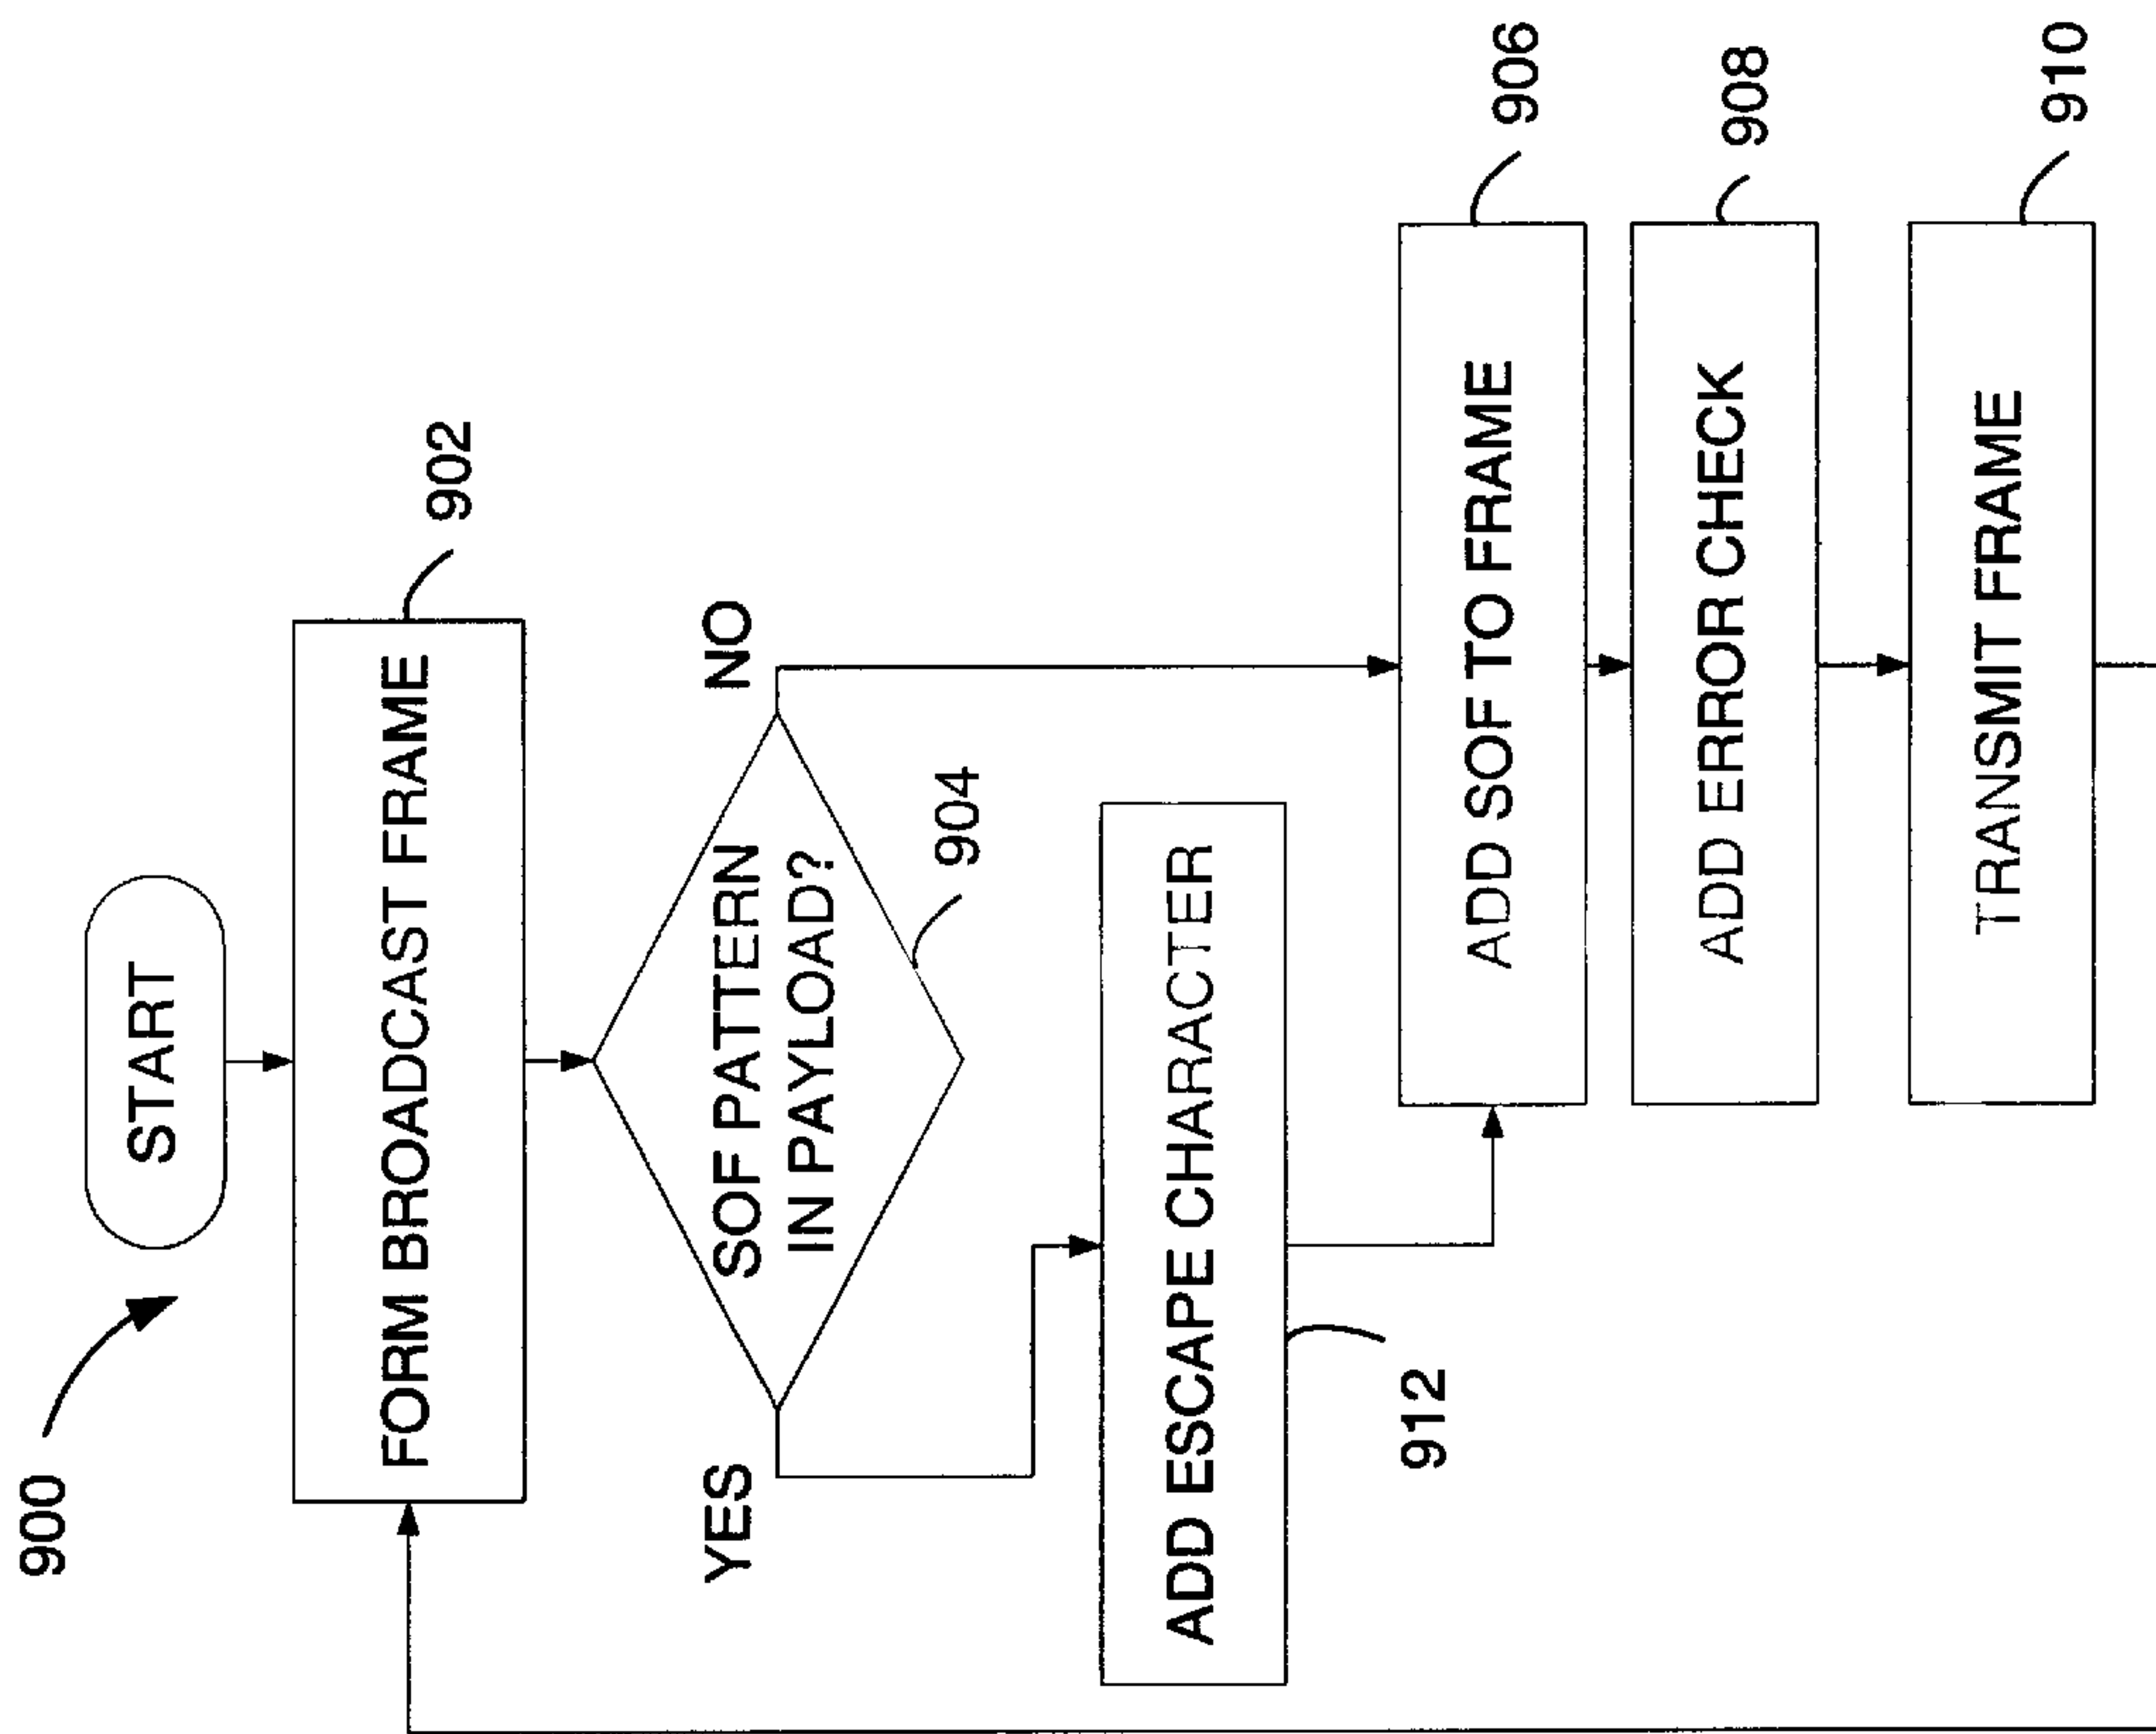 900
START
FORM BROADCAST FRAME
902
SOF PATTERN
IN PAYLOAD?
904
YES
NO
ADD ESCAPE CHARACTER
912
ADD SOF TO FRAME
906
ADD ERROR CHECK
908
TRANSMIT FRAME
910